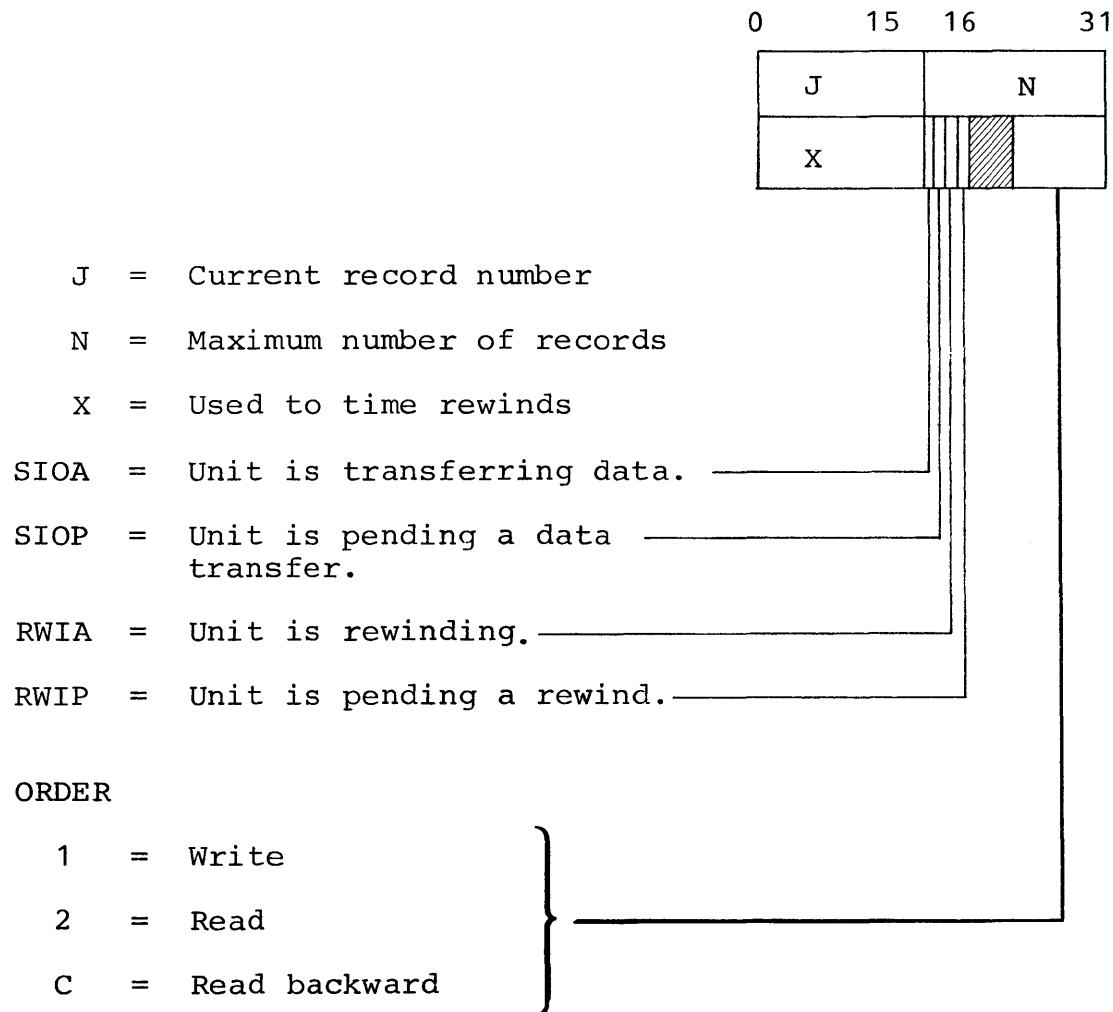 0 15 16 31
J N
X
J = Current record number
N = Maximum number of records
X = Used to time rewinds
SIOA = Unit is transferring data.
SIOP = Unit is pending a data
transfer.
RWIA = Unit is rewinding.
RWIP = Unit is pending a rewind.
ORDER
1 = Write
2 = Read
C = Read backward